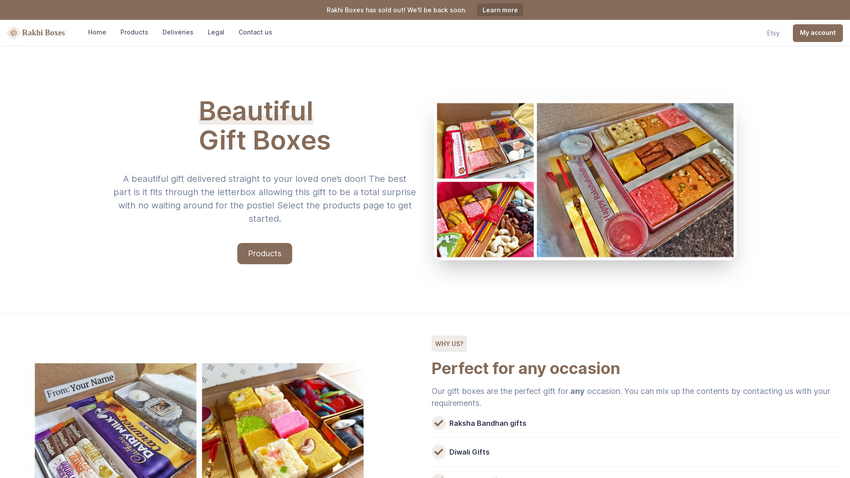 Rakhi Boxes has sold out! We'll be back soon. Learn more
Rakhi Boxes Home Products Deliveries Legal Contact us Etsy My account
Beautiful
Gift Boxes
A beautiful gift delivered straight to your loved one's door! The best
part is it fits through the letterbox allowing this gift to be a total surprise
with no waiting around for the postie! Select the products page to get
started.
Products
WHY US?
Perfect for any occasion
Our gift boxes are the perfect gift for any occasion. You can mix up the contents by contacting us with your
requirements.
Raksha Bandhan gifts
Diwali Gifts
From: Your Name
DAIRY MILK